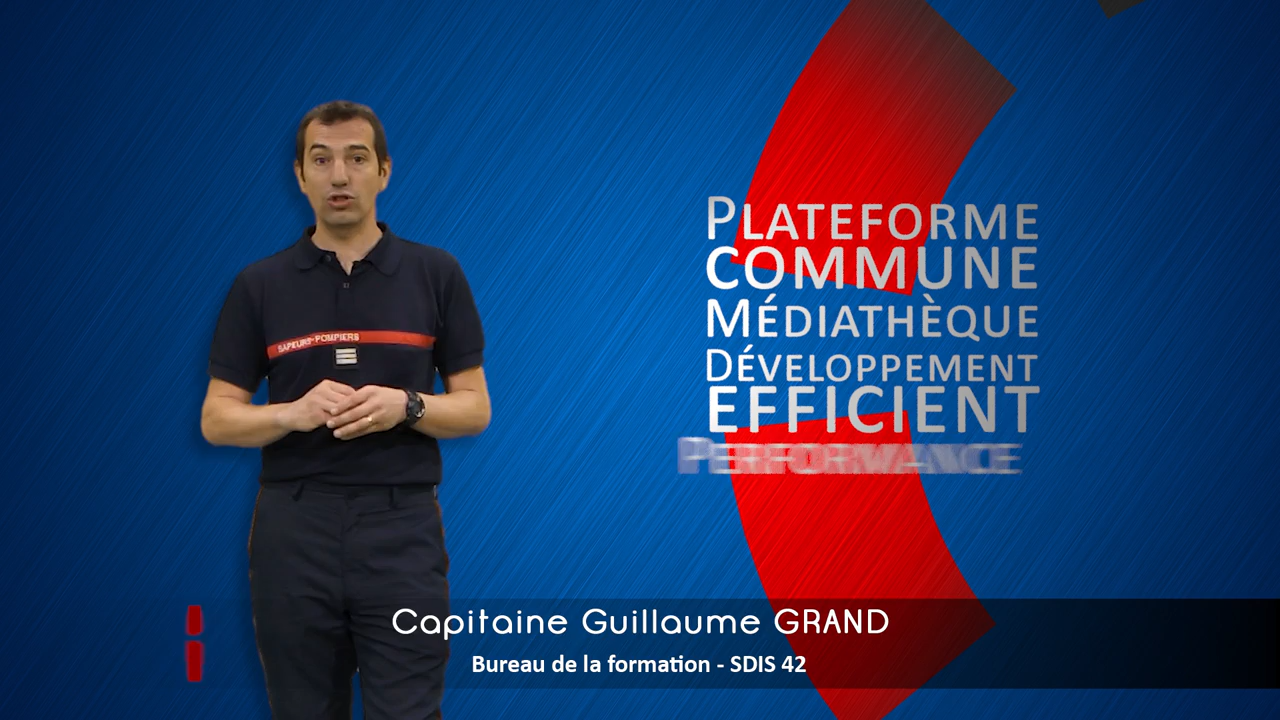 SAPEURS-POMPIERS
PLATEFORME
COMMUNE
MÉDIATHÈQUE
DÉVELOPPEMENT
EFFICIENT
PERFORMANCE
Capitaine Guillaume GRAND
Bureau de la formation - SDIS 42